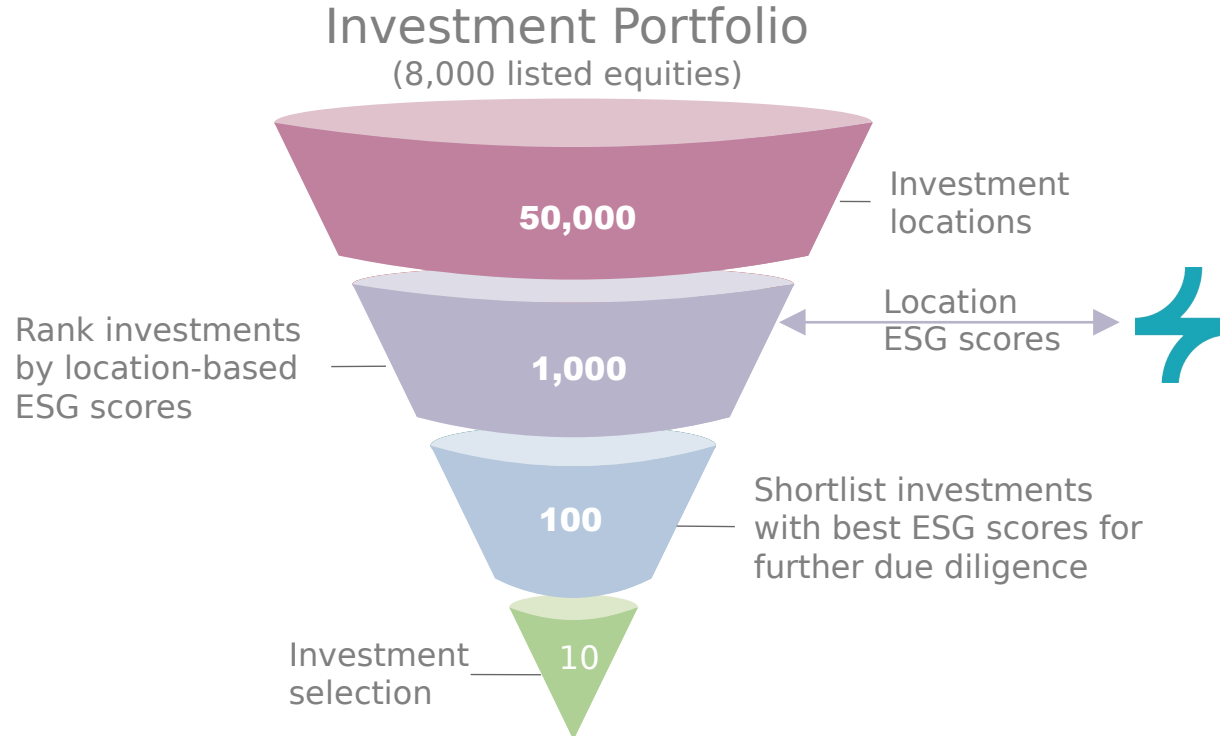 Investment Portfolio
(8,000 listed equities)
50,000
Investment
locations
Location
ESG scores
Rank investments
by location-based
ESG scores
1,000
100
Shortlist investments
with best ESG scores for
further due diligence
Investment
selection
10